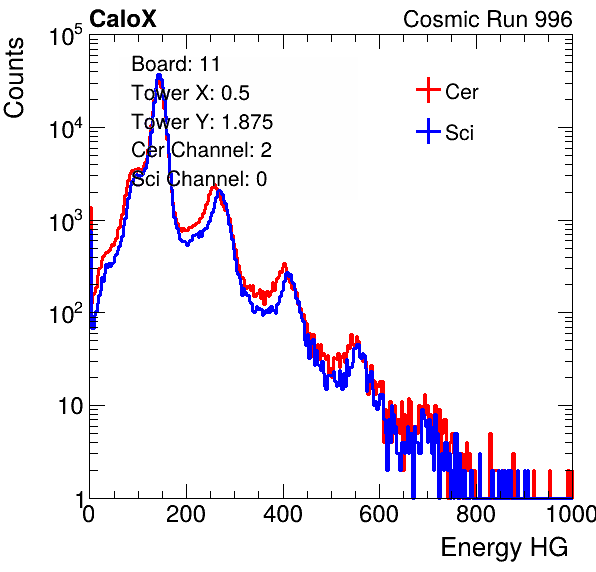 CaloX Cosmic Run 996
Counts
Board: 11
Tower X: 0.5
Tower Y: 1.875
Cer Channel: 2
Sci Channel: 0
Cer
Sci
10^5
10^4
10^3
10^2
10
1
0 200 400 600 800 1000
Energy HG